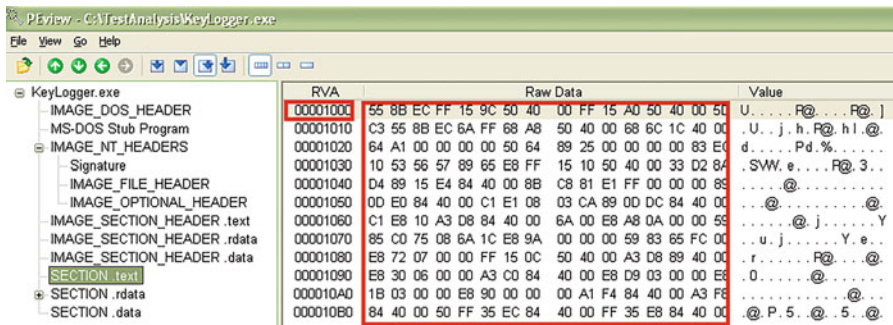 PEview - C:\TestAnalysis\KeyLogger.exe
File View Go Help
KeyLogger.exe
IMAGE_DOS_HEADER
MS-DOS Stub Program
IMAGE_NT_HEADERS
Signature
IMAGE_FILE_HEADER
IMAGE_OPTIONAL_HEADER
IMAGE_SECTION_HEADER .text
IMAGE_SECTION_HEADER .rdata
IMAGE_SECTION_HEADER .data
SECTION .text
SECTION .rdata
SECTION .data
RVA Raw Data Value
00001000 55 8B EC FF 15 9C 50 40 00 FF 15 A0 50 40 00 5D U......P@....P@.]
00001010 C3 55 8B EC 6A FF 68 A8 50 40 00 68 6C 1C 40 00 .U..j.h.P@.hl.@.
00001020 64 A1 00 00 00 00 50 64 89 25 00 00 00 00 83 EC d.....Pd.%......
00001030 10 53 56 57 89 65 E8 FF 15 10 50 40 00 33 D2 8A .SVW.e....P@.3..
00001040 D4 89 15 E4 84 40 00 8B C8 81 E1 FF 00 00 00 89 .....@..........
00001050 0D E0 84 40 00 C1 E1 08 03 CA 89 0D DC 84 40 00 ...@..........@.
00001060 C1 E8 10 A3 D8 84 40 00 6A 00 E8 A8 0A 00 00 59 ......@.j......Y
00001070 85 C0 75 08 6A 1C E8 9A 00 00 00 59 83 65 FC 00 ..u.j......Y.e..
00001080 E8 72 07 00 00 FF 15 0C 50 40 00 A3 D8 89 40 00 .r......P@....@.
00001090 E8 30 06 00 00 A3 C0 84 40 00 E8 D9 03 00 00 E8 .0......@.......
000010A0 1B 03 00 00 E8 90 00 00 00 A1 F4 84 40 00 A3 F8 ............@...
000010B0 84 40 00 50 FF 35 EC 84 40 00 FF 35 E8 84 40 00 .@.P.5..@..5..@.